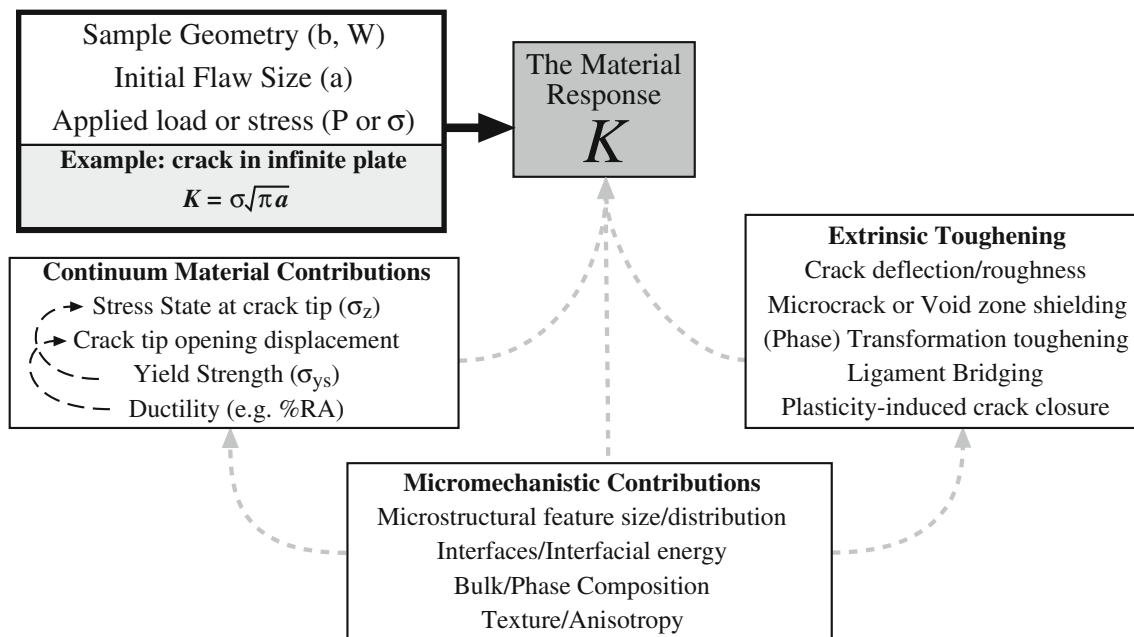 Sample Geometry (b, W)
Initial Flaw Size (a)
Applied load or stress (P or σ)
Example: crack in infinite plate
K = σ√πa
The Material
Response
K
Continuum Material Contributions
Stress State at crack tip (σz)
Crack tip opening displacement
Yield Strength (σys)
Ductility (e.g. %RA)
Extrinsic Toughening
Crack deflection/roughness
Microcrack or Void zone shielding
(Phase) Transformation toughening
Ligament Bridging
Plasticity-induced crack closure
Micromechanistic Contributions
Microstructural feature size/distribution
Interfaces/Interfacial energy
Bulk/Phase Composition
Texture/Anisotropy